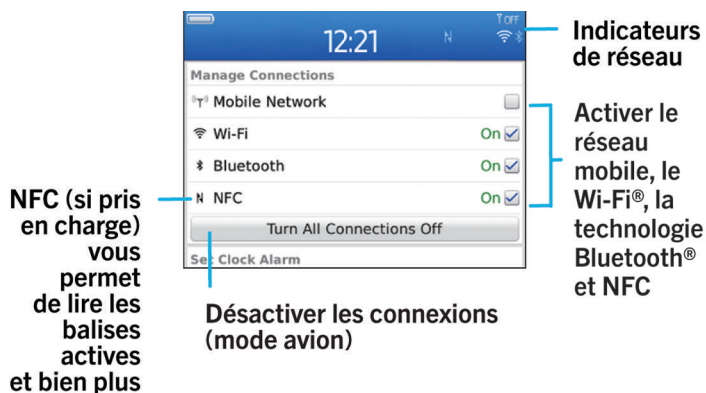 OFF
12:21
Indicateurs
de réseau
Manage Connections
Mobile Network
Wi-Fi On
Bluetooth On
NFC On
Turn All Connections Off
Set Clock Alarm
Activer le
réseau
mobile, le
Wi-Fi®, la
technologie
Bluetooth®
et NFC
NFC (si pris
en charge)
vous
permet
de lire les
balises
actives
et bien plus
Désactiver les connexions
(mode avion)